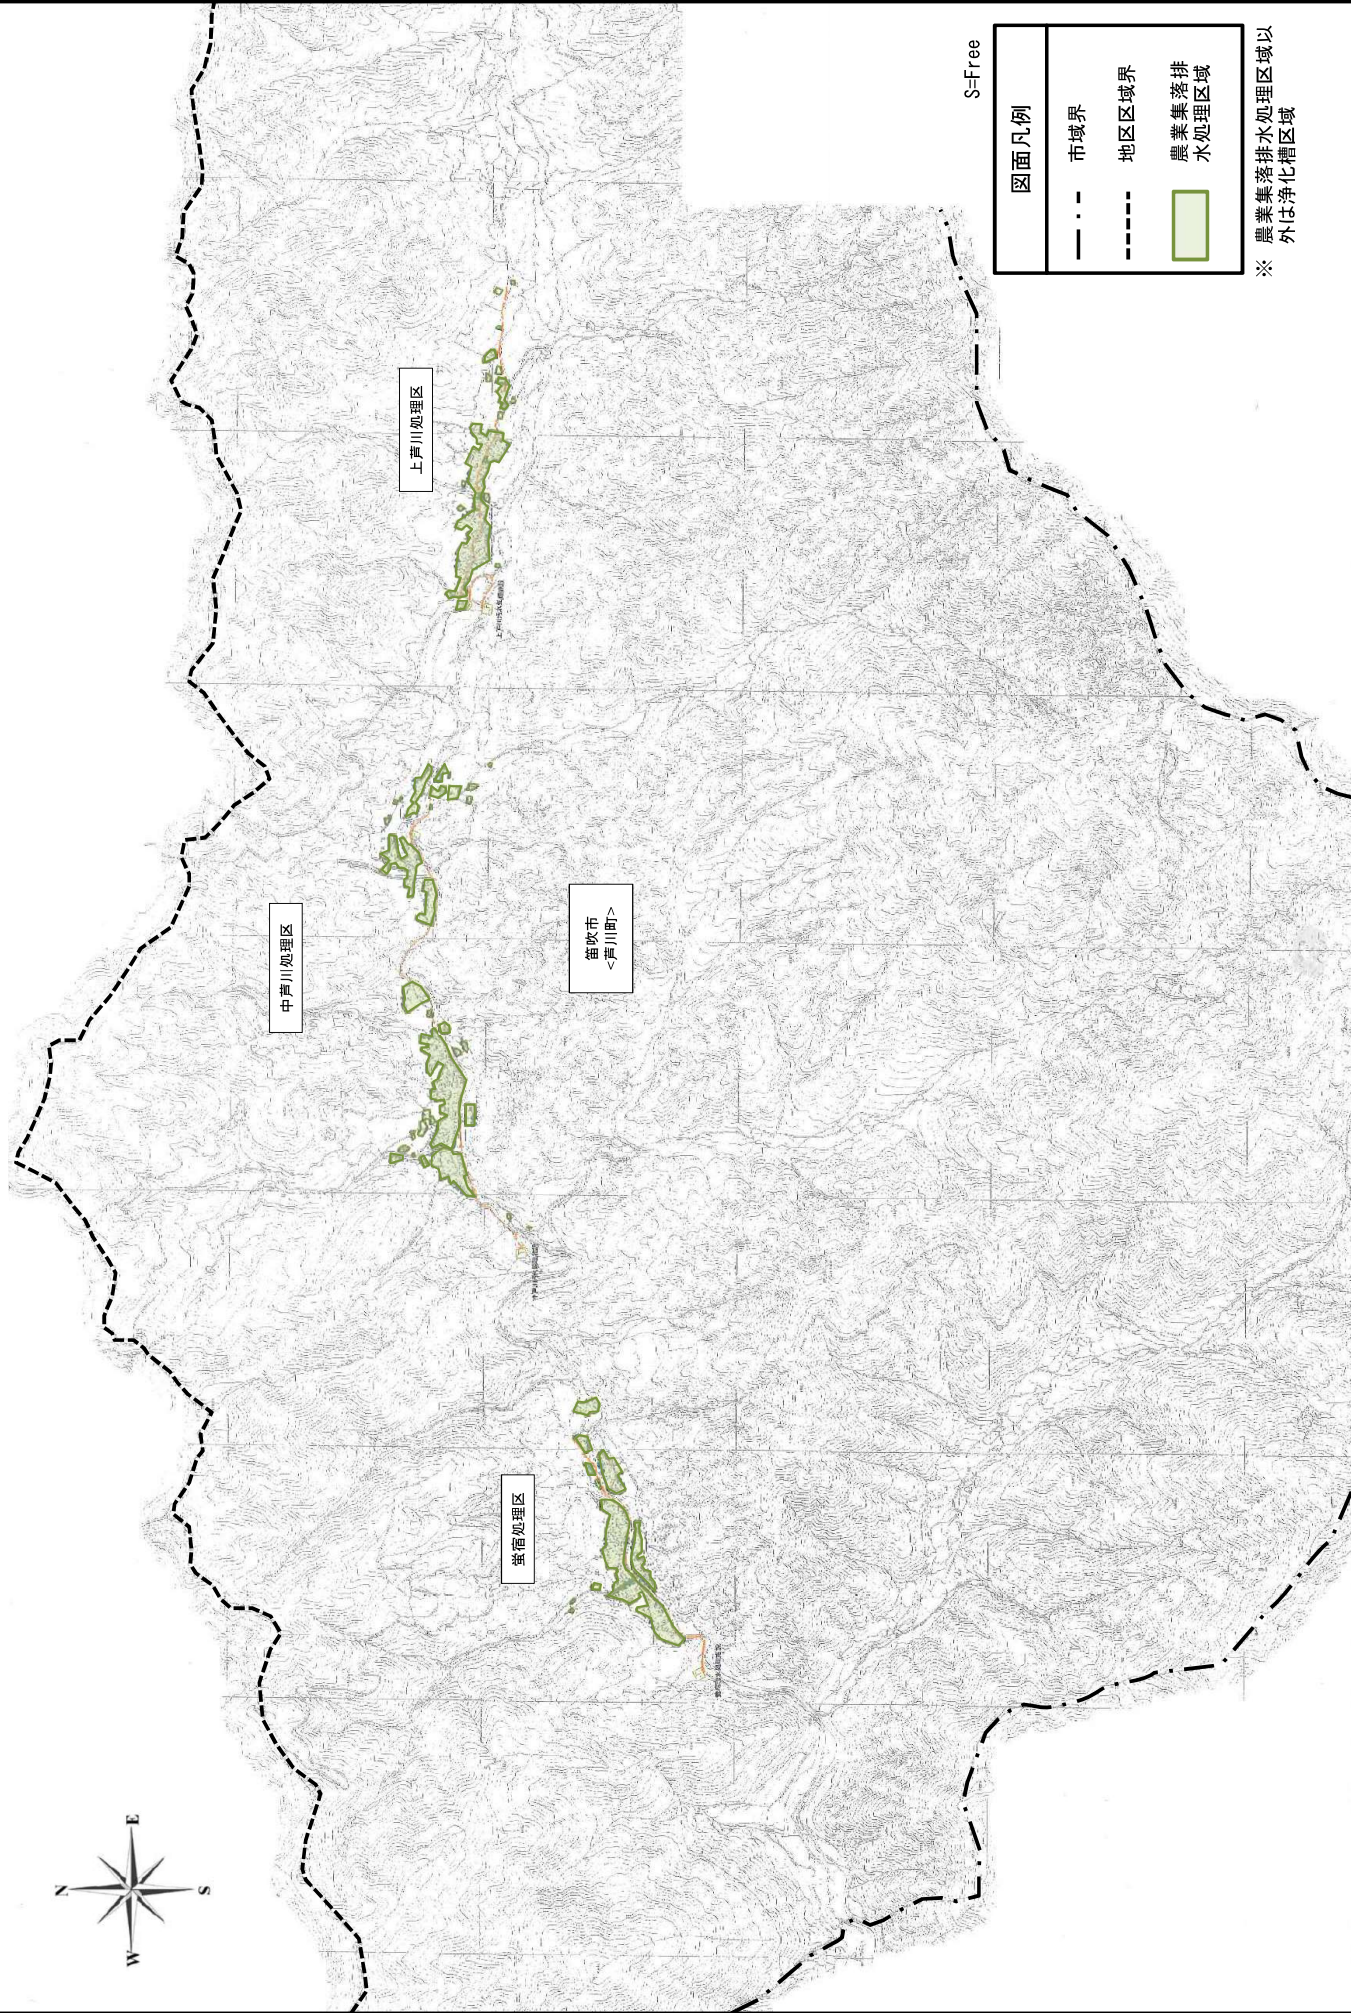 S=Free
図面凡例
市域界
地区区域界
農業集落排
水処理区域
※ 農業集落排水処理区域以
外は浄化槽区域
上芦川処理区
中芦川処理区
笛吹市
<芦川町>
蛍宿処理区
N
W
E
S